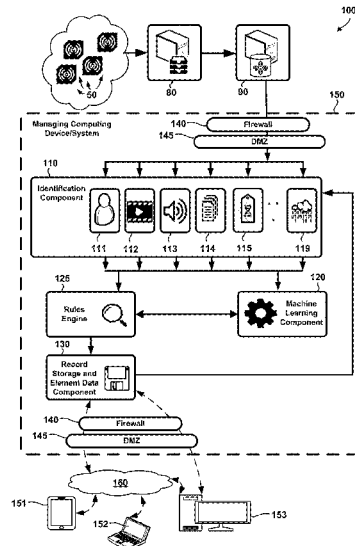 100
50
80
90
150
Managing Computing
Device/System
140
Firewall
145
DMZ
110
Identification
Component
111
112
113
114
115
119
125
Rules
Engine
120
Machine
Learning
Component
130
Record
Storage and
Element Data
Component
140
Firewall
145
DMZ
160
151
152
153